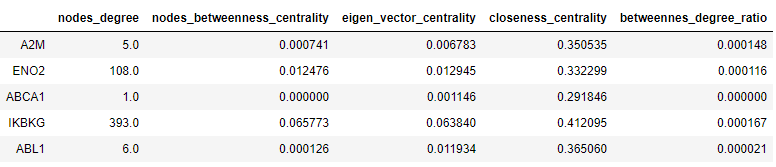 nodes_degree nodes_betweenness_centrality eigen_vector_centrality closeness_centrality betweennes_degree_ratio
A2M 5.0 0.000741 0.006783 0.350535 0.000148
ENO2 108.0 0.012476 0.012945 0.332299 0.000116
ABCA1 1.0 0.000000 0.001146 0.291846 0.000000
IKBKG 393.0 0.065773 0.063840 0.412095 0.000167
ABL1 6.0 0.000126 0.011934 0.365060 0.000021